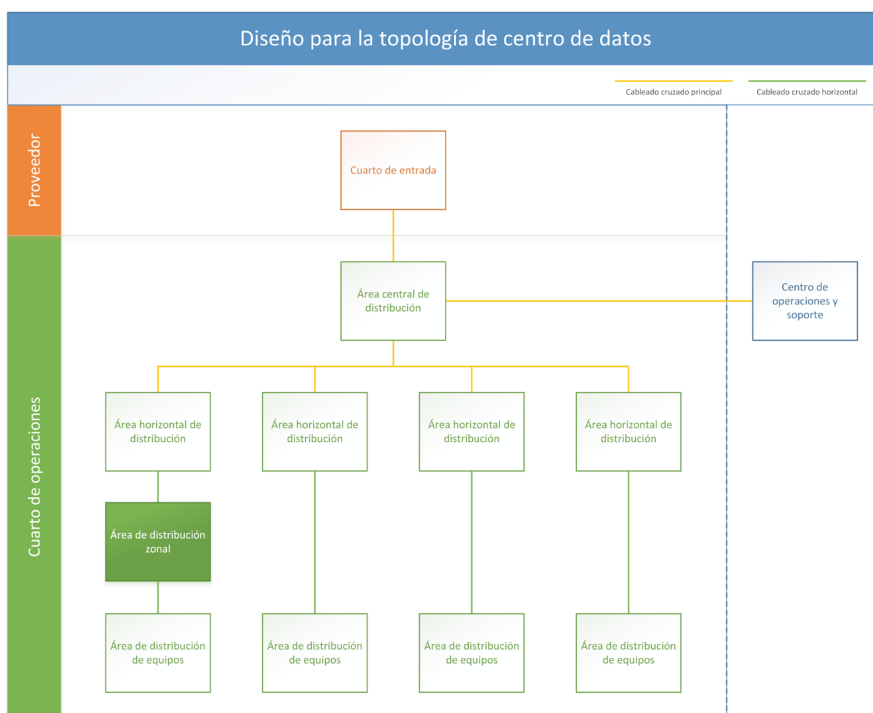 Diseño para la topología de centro de datos
Cableado cruzado principal
Cableado cruzado horizontal
Proveedor
Cuarto de entrada
Cuarto de operaciones
Área central de
distribución
Centro de
operaciones y
soporte
Área horizontal de
distribución
Área horizontal de
distribución
Área horizontal de
distribución
Área horizontal de
distribución
Área de distribución
zonal
Área de distribución
de equipos
Área de distribución
de equipos
Área de distribución
de equipos
Área de distribución
de equipos